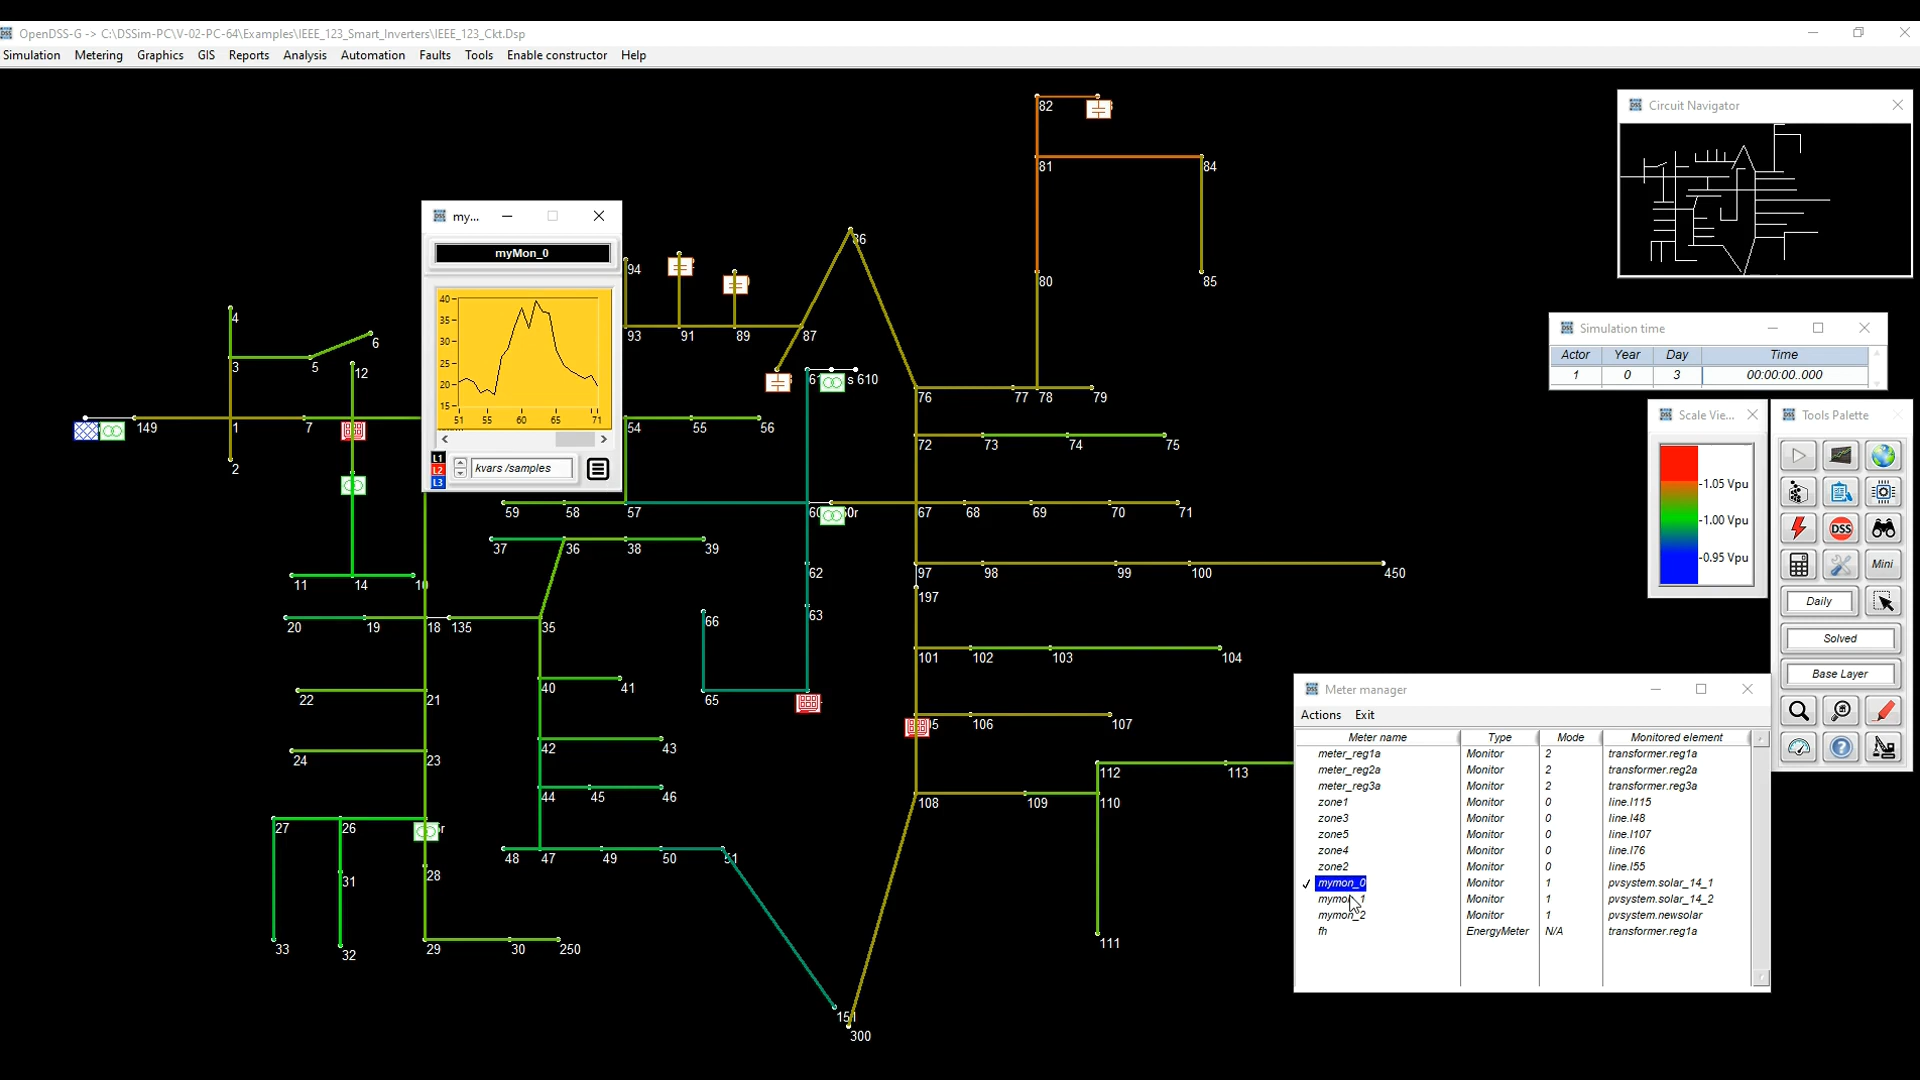 OpenDSS-G -> C:\DSSim-PC\V-02-PC-64\Examples\IEEE_123_Smart_Inverters\IEEE_123_Ckt.Dsp
Simulation Metering Graphics GIS Reports Analysis Automation Faults Tools Enable constructor Help
82
81
84
80
85
my...
myMon_0
40
35
30
25
20
15
51 55 60 65 71
L1
L2
L3
kvars /samples
94
93 91 89 87
4
3 5 6
12
149 1 7
2
54 55 56
s 610
76 77 78 79
72 73 74 75
59 58 57
67 68 69 70 71
37 36 38 39
62
97 98 99 100 450
11 14 10
197
66 63
20 19 18 135 35
101 102 103 104
40 41
22 21
65
106 107
42 43
24 23
112 113
44 45 46
108 109 110
27 26
48 47 49 50 51
31 28
33 32 29 30 250
111
151
300
Circuit Navigator
Simulation time
Actor Year Day Time
1 0 3 00:00:00..000
Scale Vie...
1.05 Vpu
1.00 Vpu
0.95 Vpu
Tools Palette
DSS
Mini
Daily
Solved
Base Layer
Meter manager
Actions Exit
Meter name Type Mode Monitored element
meter_reg1a Monitor 2 transformer.reg1a
meter_reg2a Monitor 2 transformer.reg2a
meter_reg3a Monitor 2 transformer.reg3a
zone1 Monitor 0 line.l115
zone3 Monitor 0 line.l48
zone5 Monitor 0 line.l107
zone4 Monitor 0 line.l76
zone2 Monitor 0 line.l55
mymon_0 Monitor 1 pvsystem.solar_14_1
mymon_1 Monitor 1 pvsystem.solar_14_2
mymon_2 Monitor 1 pvsystem.newsolar
fh EnergyMeter N/A transformer.reg1a